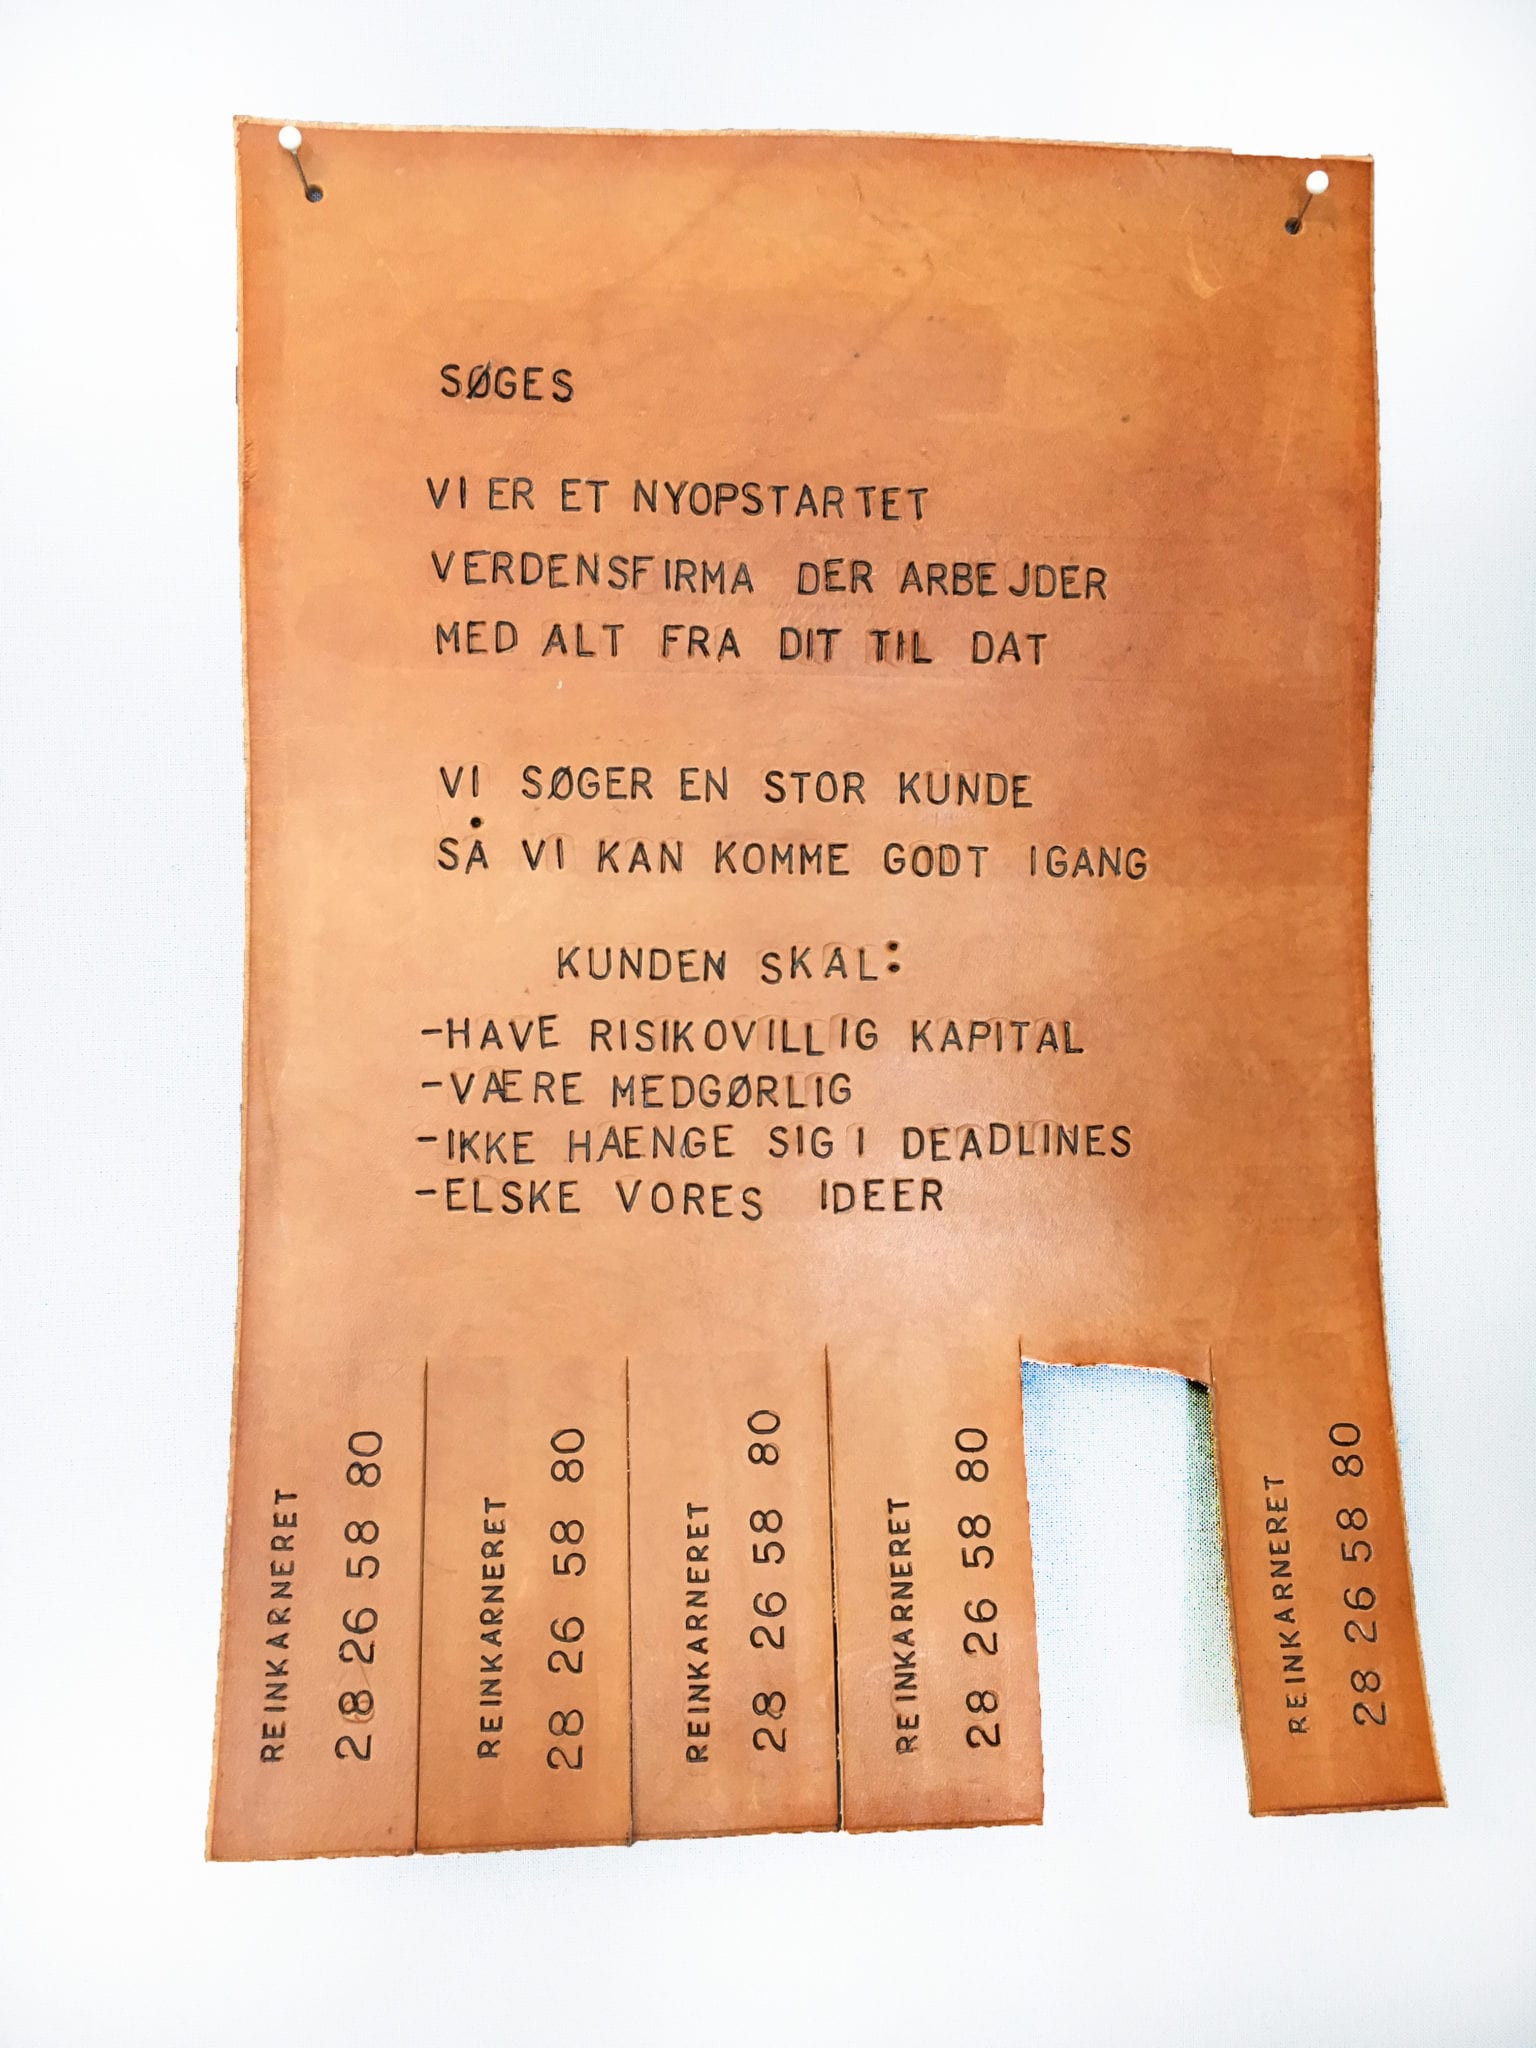 SØGES
VI ER ET NYOPSTARTET
VERDENSFIRMA DER ARBEJDER
MED ALT FRA DIT TIL DAT
VI SØGER EN STOR KUNDE
SÅ VI KAN KOMME GODT IGANG
KUNDEN SKAL:
-HAVE RISIKOVILLIG KAPITAL
-VÆRE MEDGØRLIG
-IKKE HAENGE SIG I DEADLINES
-ELSKE VORES IDEER
REINKARNERET
28 26 58 80
REINKARNERET
28 26 58 80
REINKARNERET
28 26 58 80
REINKARNERET
28 26 58 80
REINKARNERET
28 26 58 80